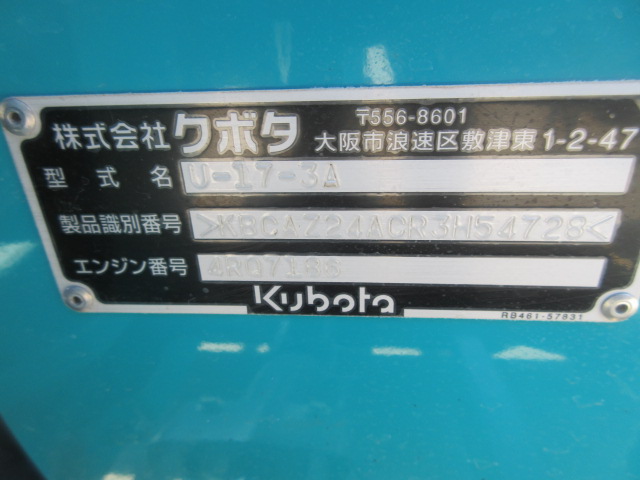 株式会社クボタ 〒556-8601
大阪市浪速区敷津東1-2-47
型式名 U-17-3A
製品識別番号 >KBCAZ24ACR3H54728<
エンジン番号
Kubota
RB461-57831